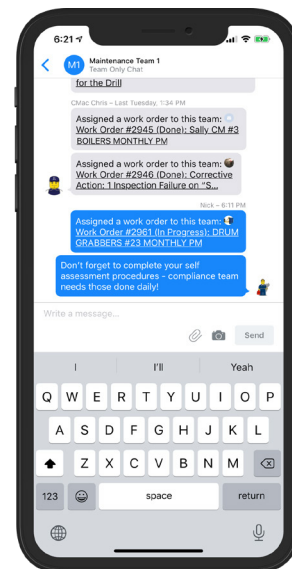 6:21
M1
Maintenance Team 1
Team Only Chat
for the Drill
CMac Chris – Last Tuesday, 1:34 PM
Assigned a work order to this team:
Work Order #2945 (Done): Sally CM #3
BOILERS MONTHLY PM
Assigned a work order to this team:
Work Order #2946 (Done): Corrective
Action: 1 Inspection Failure on "S...
Nick – 6:11 PM
Assigned a work order to this team:
Work Order #2961 (In Progress): DRUM
GRABBERS #23 MONTHLY PM
Don't forget to complete your self
assessment procedures - compliance team
needs those done daily!
Write a message...
Send
I I'll Yeah
Q W E R T Y U I O P
A S D F G H J K L
Z X C V B N M
123 space return